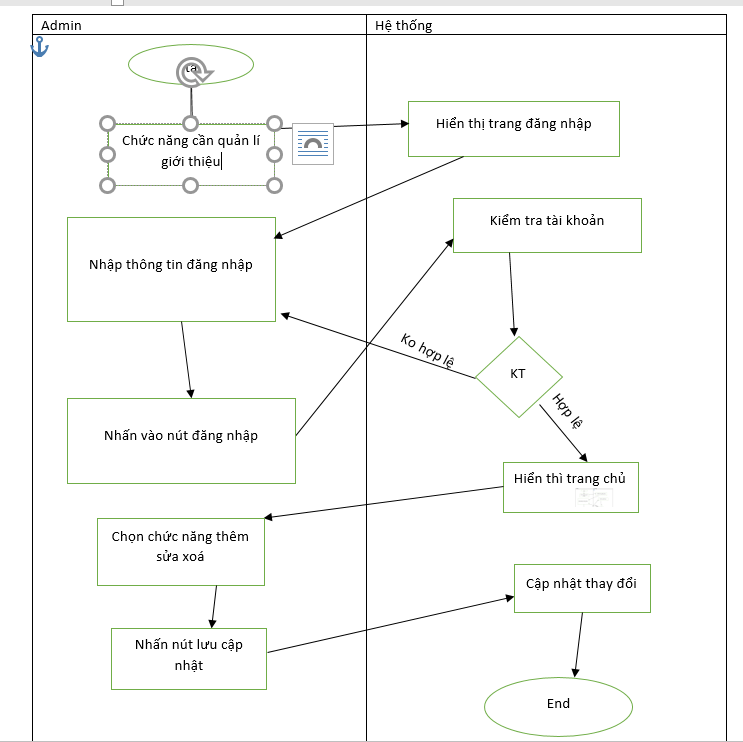 Admin
Hệ thống
Chức năng cần quản lí
giới thiệu
Hiển thị trang đăng nhập
Nhập thông tin đăng nhập
Kiểm tra tài khoản
Ko hợp lệ
KT
Hợp lệ
Nhấn vào nút đăng nhập
Hiển thì trang chủ
Chọn chức năng thêm
sửa xoá
Cập nhật thay đổi
Nhấn nút lưu cập
nhật
End